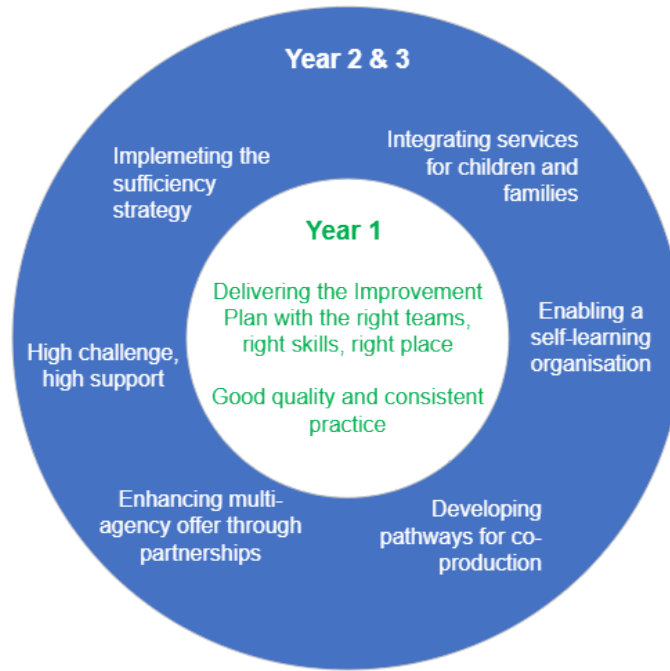 Year 2 & 3
Implemeting the
sufficiency
strategy
Integrating services
for children and
families
Year 1
Delivering the Improvement
Plan with the right teams,
right skills, right place
Good quality and consistent
practice
High challenge,
high support
Enabling a
self-learning
organisation
Enhancing multi-
agency offer through
partnerships
Developing
pathways for co-
production